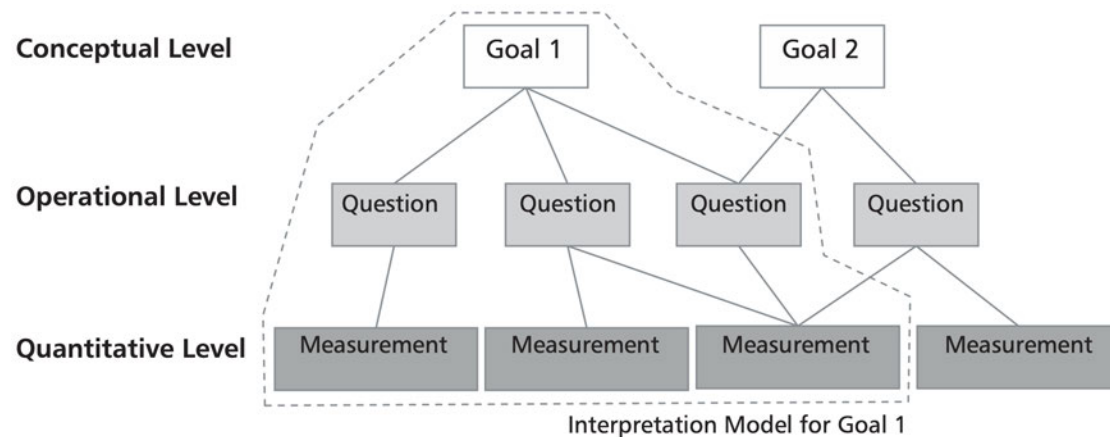 Conceptual Level Goal 1 Goal 2
Operational Level Question Question Question Question
Quantitative Level Measurement Measurement Measurement Measurement
Interpretation Model for Goal 1